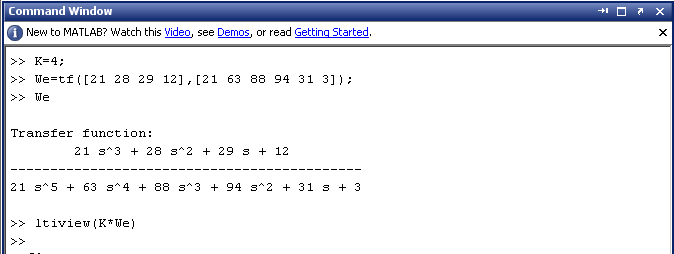 Command Window
New to MATLAB? Watch this Video, see Demos, or read Getting Started.
>> K=4;
>> We=tf([21 28 29 12],[21 63 88 94 31 3]);
>> We
Transfer function:
21 s^3 + 28 s^2 + 29 s + 12
--------------------------------------------
21 s^5 + 63 s^4 + 88 s^3 + 94 s^2 + 31 s + 3
>> ltiview(K*We)
>>